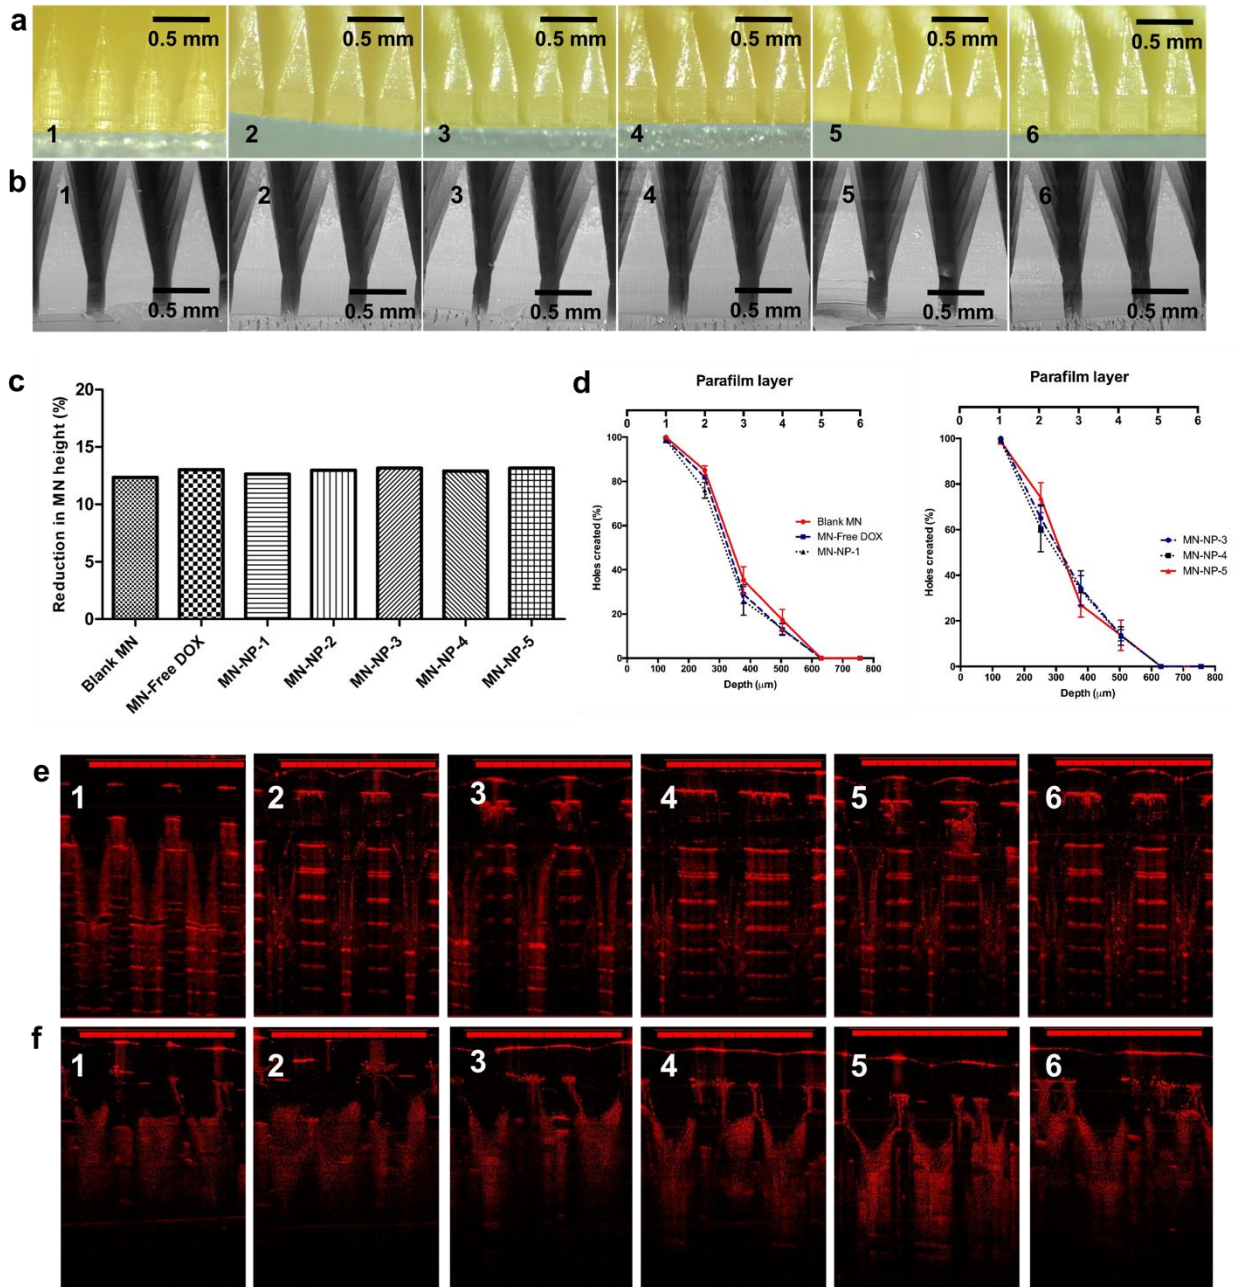 a
0.5 mm
0.5 mm
0.5 mm
0.5 mm
0.5 mm
0.5 mm
1
2
3
4
5
6
b
1
2
3
4
5
6
0.5 mm
0.5 mm
0.5 mm
0.5 mm
0.5 mm
0.5 mm
c
Reduction in MN height (%)
20
15
10
5
0
Blank MN
MN-Free DOX
MN-NP-1
MN-NP-2
MN-NP-3
MN-NP-4
MN-NP-5
d
Parafilm layer
0 1 2 3 4 5 6
Holes created (%)
100
80
60
40
20
0
Blank MN
MN-Free DOX
MN-NP-1
0 100 200 300 400 500 600 700 800
Depth (μm)
Parafilm layer
0 1 2 3 4 5 6
Holes created (%)
100
80
60
40
20
0
MN-NP-3
MN-NP-4
MN-NP-5
0 100 200 300 400 500 600 700 800
Depth (μm)
e
1
2
3
4
5
6
f
1
2
3
4
5
6